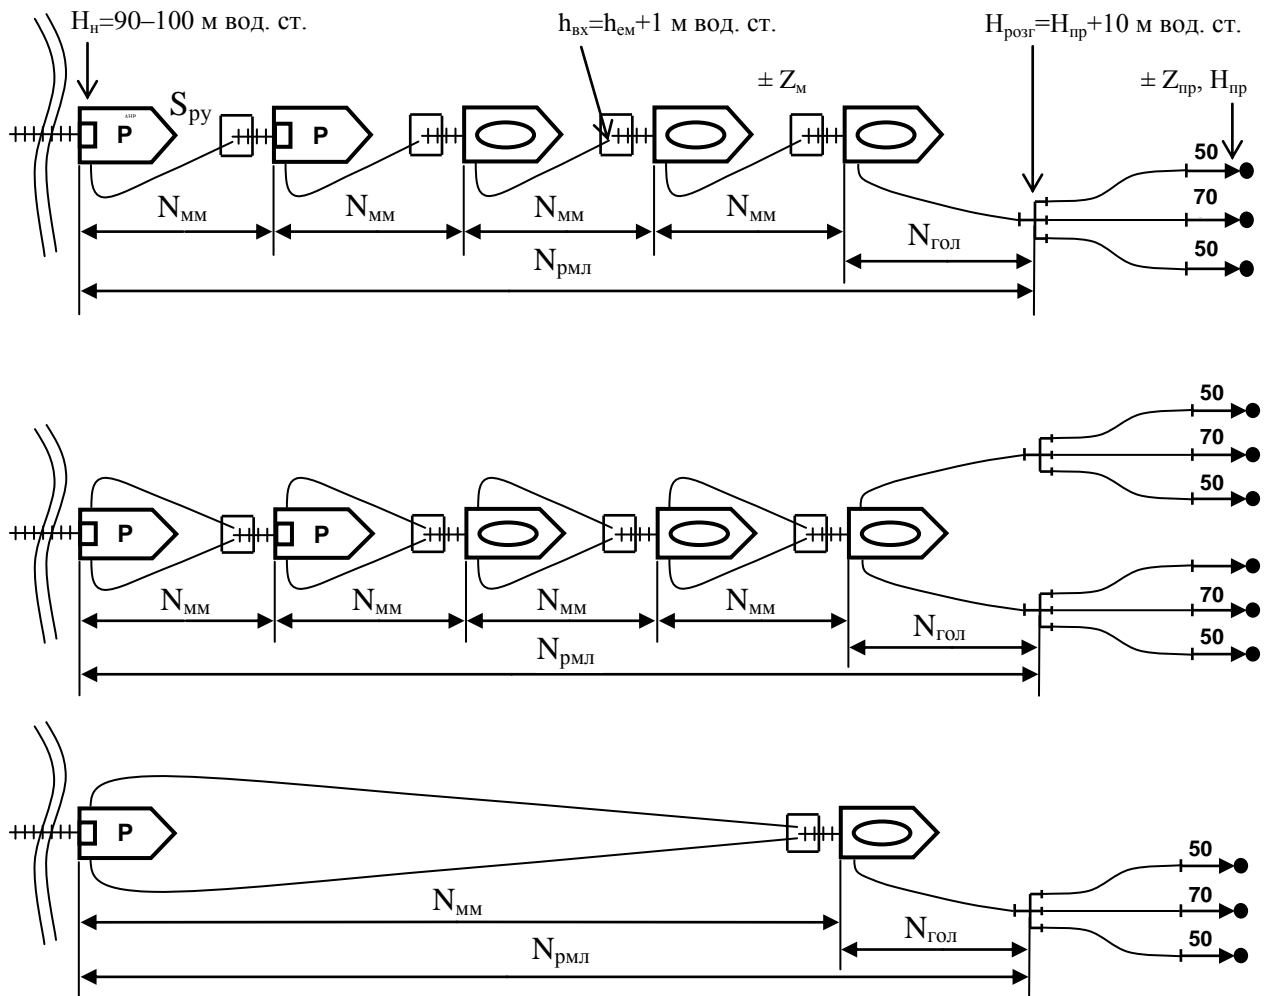 Hн=90–100 м вод. ст.
hвх=hем+1 м вод. ст.
Hрозг=Hпр+10 м вод. ст.
± Zм
± Zпр, Hпр
Sру
АНР
Р
Р
50
70
50
Nмм
Nмм
Nмм
Nмм
Nгол
Nрмл
50
70
50
Р
Р
70
50
Nмм
Nмм
Nмм
Nмм
Nгол
Nрмл
Р
50
70
50
Nмм
Nгол
Nрмл